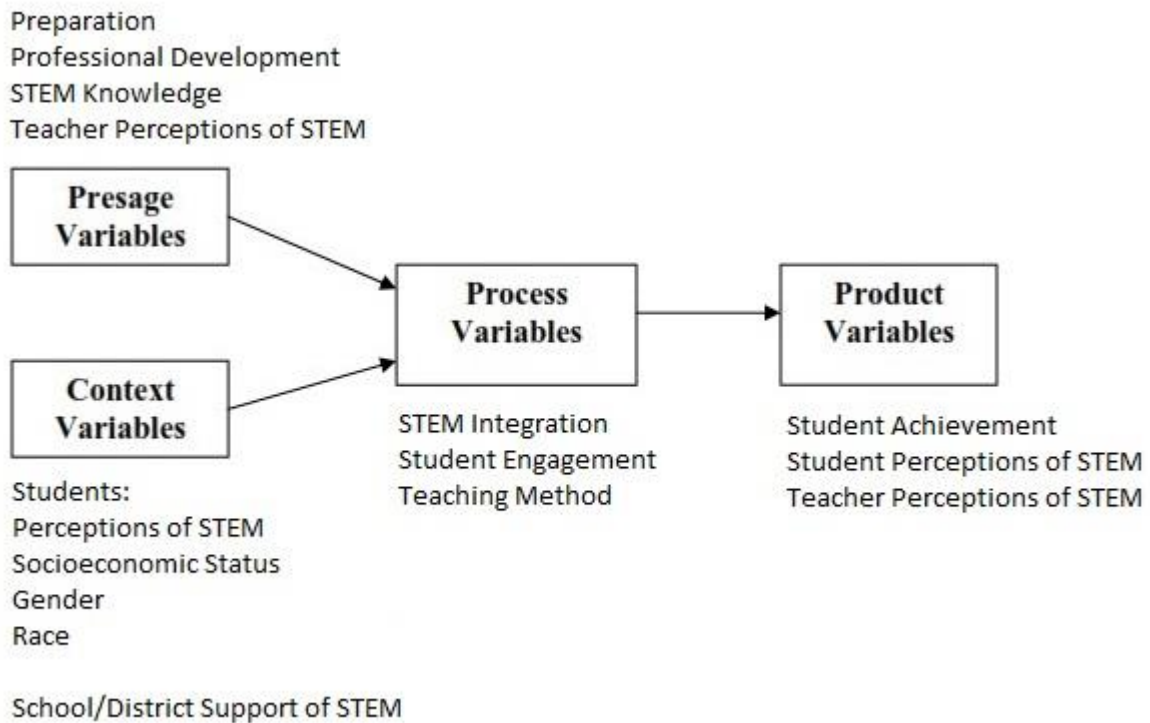 Preparation
Professional Development
STEM Knowledge
Teacher Perceptions of STEM
Presage
Variables
Context
Variables
Students:
Perceptions of STEM
Socioeconomic Status
Gender
Race
School/District Support of STEM
Process
Variables
STEM Integration
Student Engagement
Teaching Method
Product
Variables
Student Achievement
Student Perceptions of STEM
Teacher Perceptions of STEM